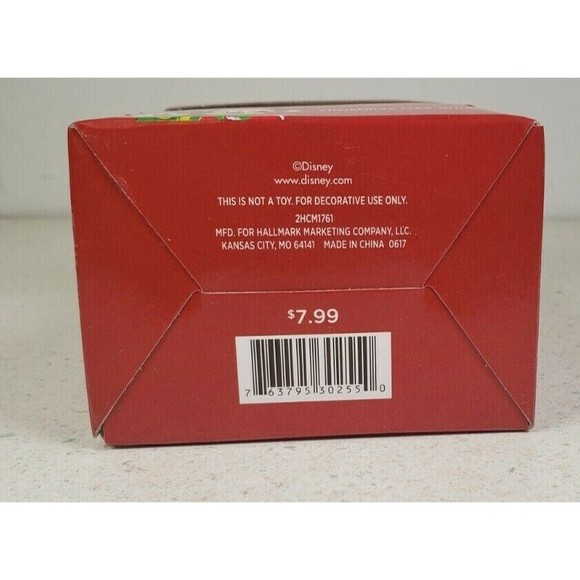 ©Disney
www.disney.com
THIS IS NOT A TOY. FOR DECORATIVE USE ONLY.
2HCM1761
MFD. FOR HALLMARK MARKETING COMPANY, LLC.
KANSAS CITY, MO 64141 MADE IN CHINA 0617
$7.99
7 63795 30255 0